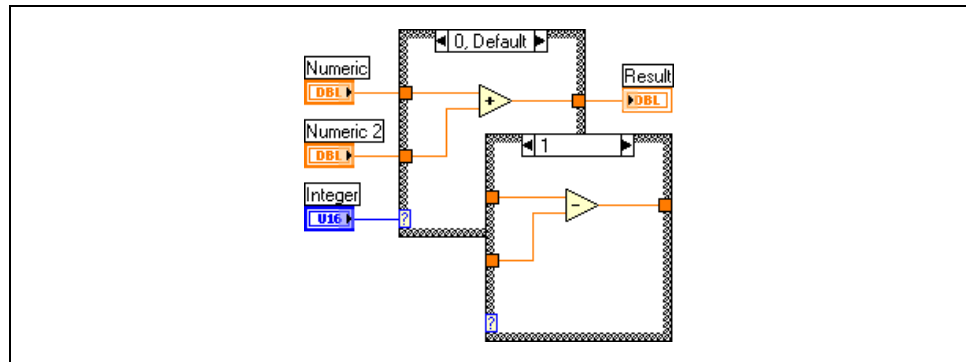 0, Default
Numeric
DBL
+
Result
DBL
Numeric 2
DBL
1
Integer
U16
?
-
?